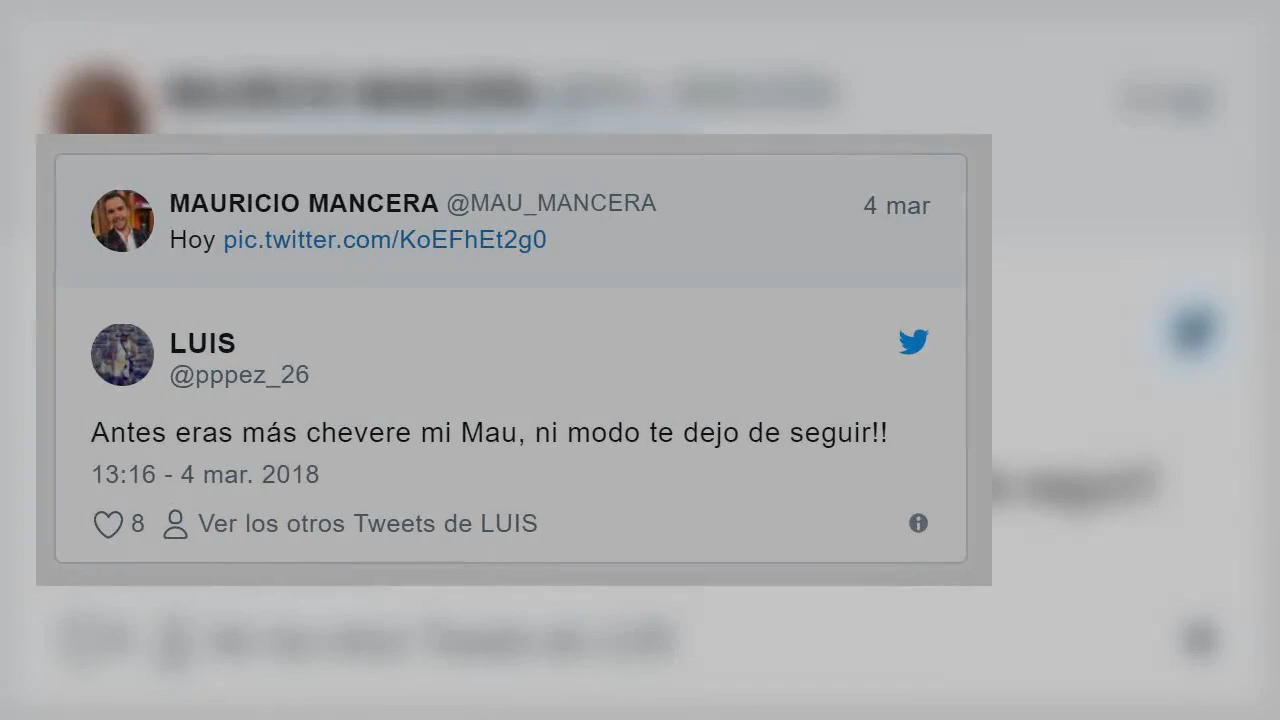 MAURICIO MANCERA @MAU_MANCERA 4 mar
Hoy pic.twitter.com/KoEFhEt2g0
LUIS
@pppez_26
Antes eras más chevere mi Mau, ni modo te dejo de seguir!!
13:16 - 4 mar. 2018
8 Ver los otros Tweets de LUIS